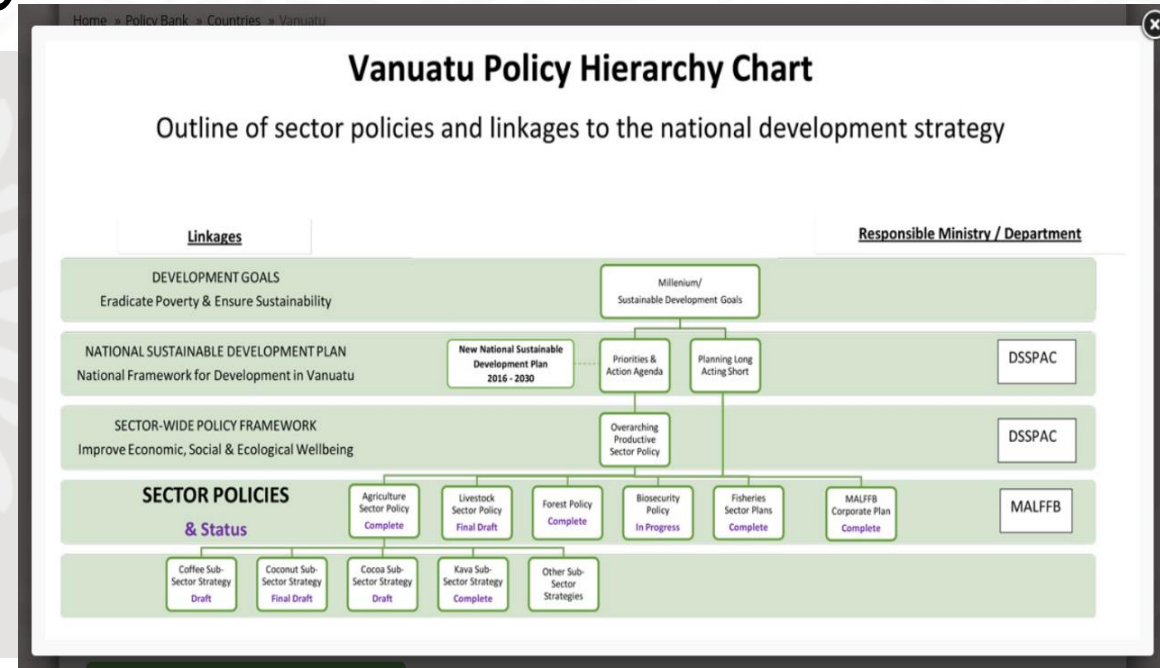 Home » Policy Bank » Countries » Vanuatu
Vanuatu Policy Hierarchy Chart
Outline of sector policies and linkages to the national development strategy
Linkages
Responsible Ministry / Department
DEVELOPMENT GOALS
Eradicate Poverty & Ensure Sustainability
Millenium/
Sustainable Development Goals
NATIONAL SUSTAINABLE DEVELOPMENT PLAN
National Framework for Development in Vanuatu
New National Sustainable
Development Plan
2016 - 2030
Priorities &
Action Agenda
Planning Long
Acting Short
DSSPAC
SECTOR-WIDE POLICY FRAMEWORK
Improve Economic, Social & Ecological Wellbeing
Overarching
Productive
Sector Policy
DSSPAC
SECTOR POLICIES
& Status
Agriculture
Sector Policy
Complete
Livestock
Sector Policy
Final Draft
Forest Policy
Complete
Biosecurity
Policy
In Progress
Fisheries
Sector Plans
Complete
MALFFB
Corporate Plan
Complete
MALFFB
Coffee Sub-
Sector Strategy
Draft
Coconut Sub-
Sector Strategy
Final Draft
Cocoa Sub-
Sector Strategy
Draft
Kava Sub-
Sector Strategy
Complete
Other Sub-
Sector
Strategies